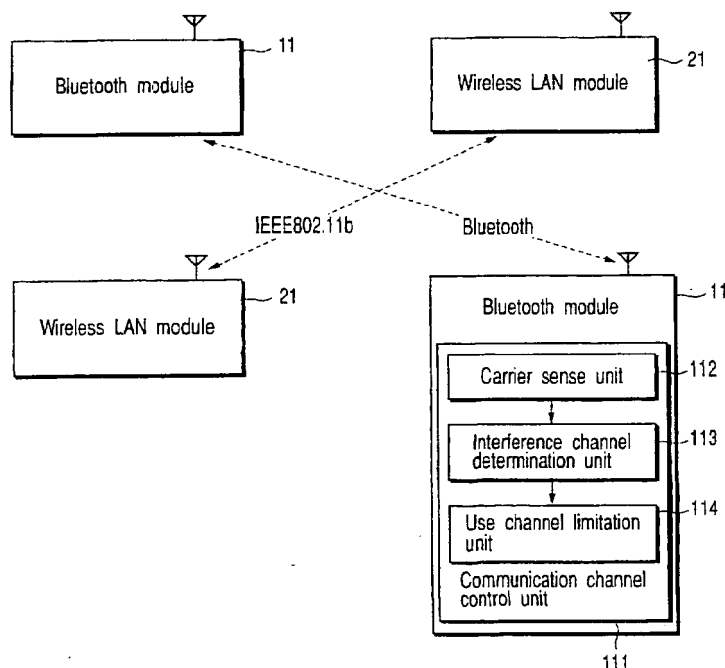 11
Bluetooth module
21
Wireless LAN module
IEEE802.11b
Bluetooth
21
Wireless LAN module
11
Bluetooth module
Carrier sense unit
112
Interference channel
determination unit
113
Use channel limitation
unit
114
Communication channel
control unit
111